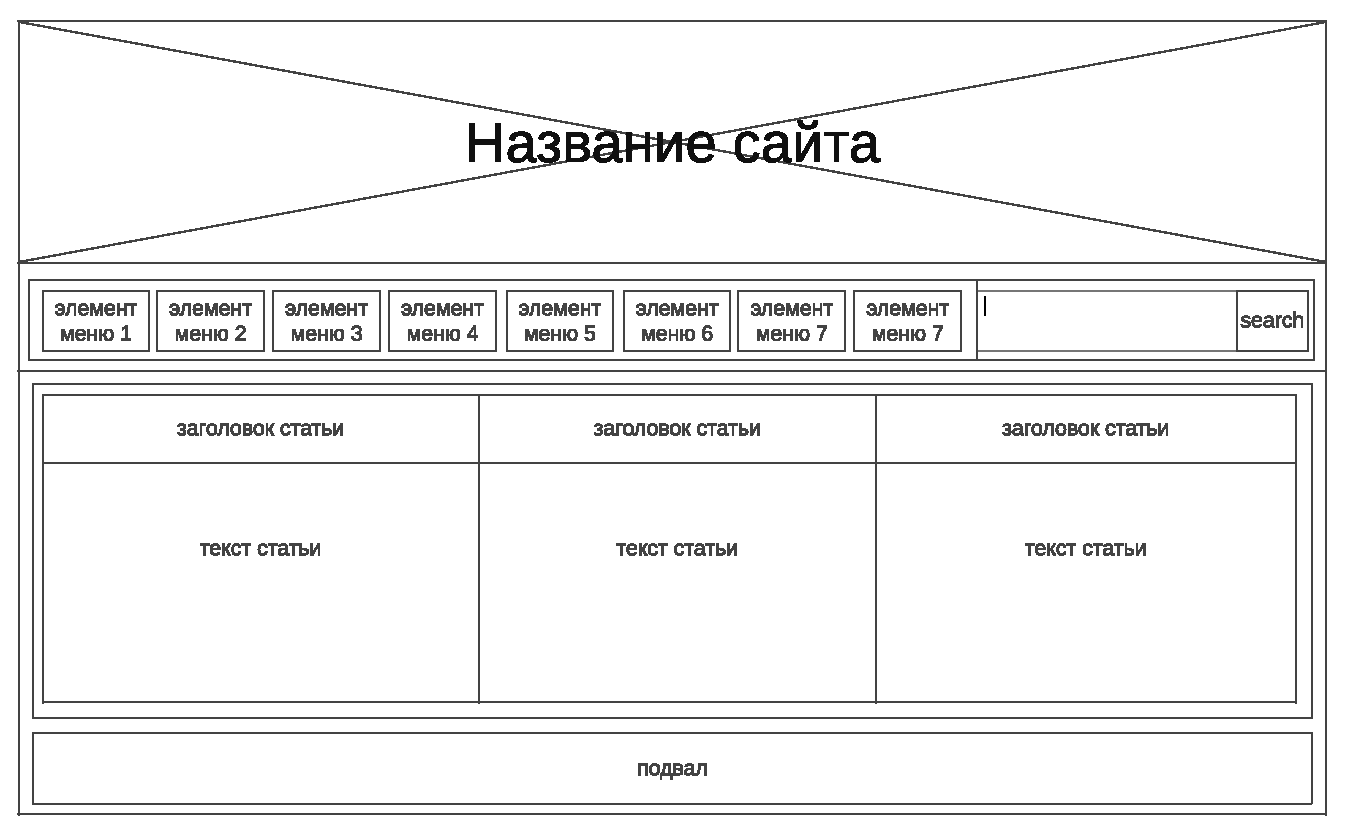 Название сайта
элемент
меню 1
элемент
меню 2
элемент
меню 3
элемент
меню 4
элемент
меню 5
элемент
меню 6
элемент
меню 7
элемент
меню 7
search
заголовок статьи
заголовок статьи
заголовок статьи
текст статьи
текст статьи
текст статьи
подвал